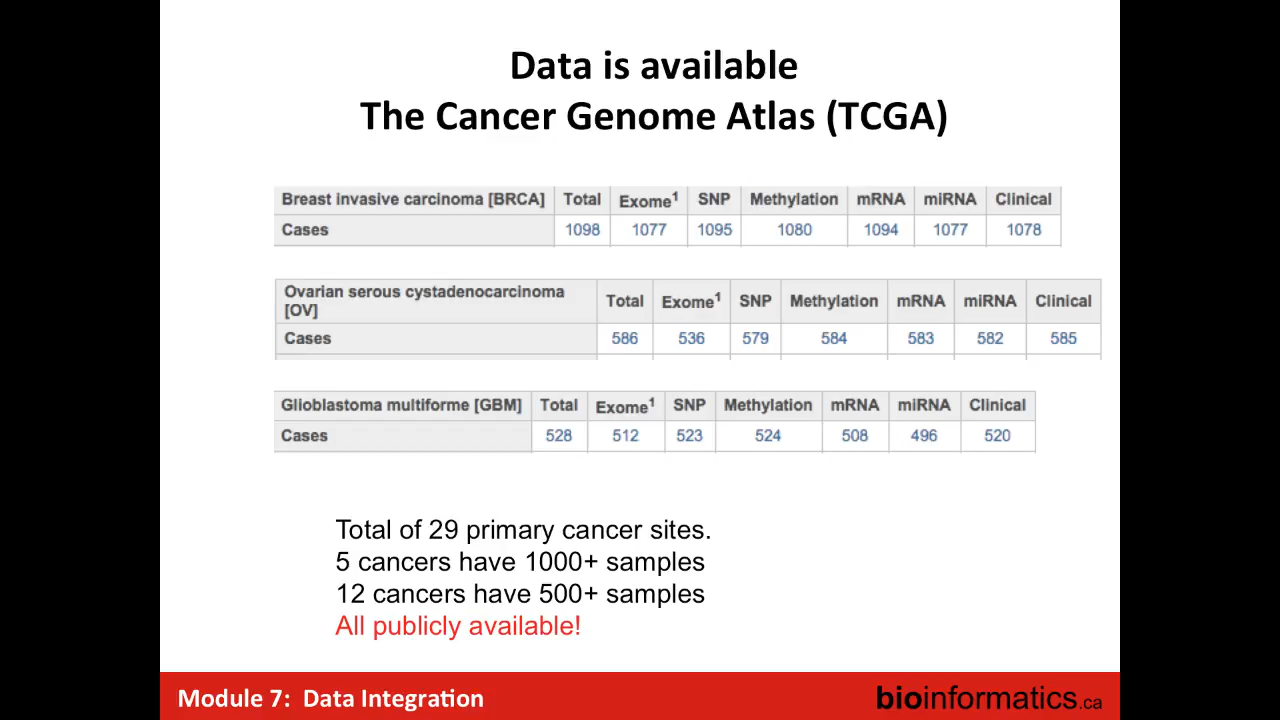 Data is available
The Cancer Genome Atlas (TCGA)
Breast invasive carcinoma [BRCA] Total Exome1 SNP Methylation mRNA miRNA Clinical
Cases 1098 1077 1095 1080 1094 1077 1078
Ovarian serous cystadenocarcinoma
[OV] Total Exome1 SNP Methylation mRNA miRNA Clinical
Cases 586 536 579 584 583 582 585
Glioblastoma multiforme [GBM] Total Exome1 SNP Methylation mRNA miRNA Clinical
Cases 528 512 523 524 508 496 520
Total of 29 primary cancer sites.
5 cancers have 1000+ samples
12 cancers have 500+ samples
All publicly available!
Module 7: Data Integration
bioinformatics.ca